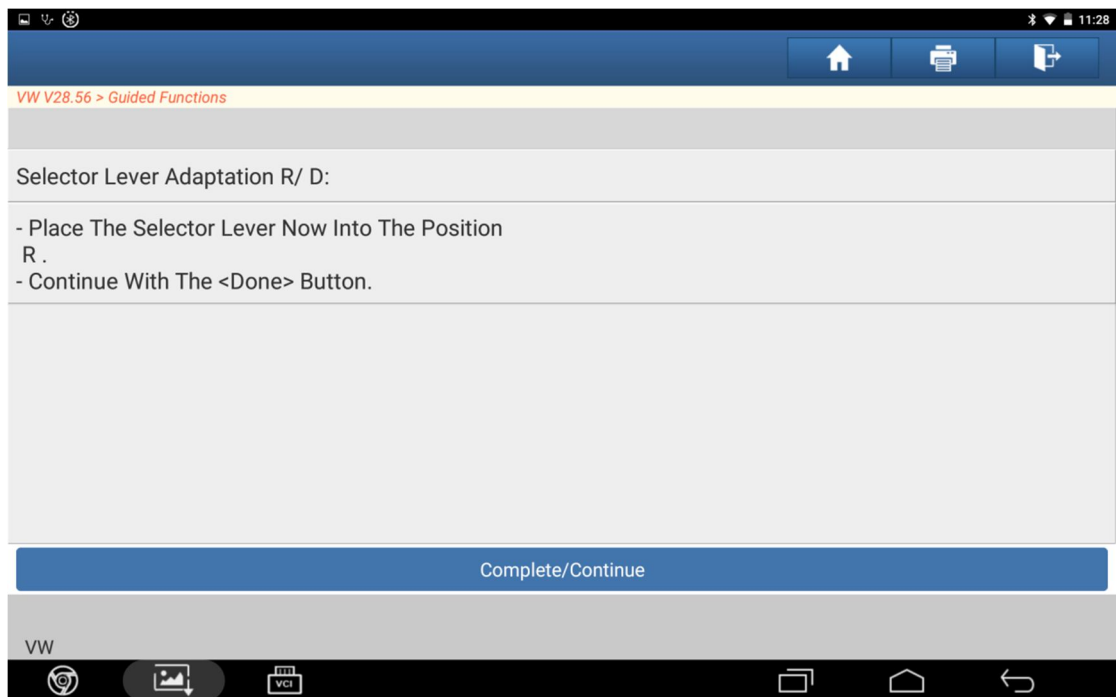 11:28
VW V28.56 > Guided Functions
Selector Lever Adaptation R/ D:
- Place The Selector Lever Now Into The Position
R .
- Continue With The <Done> Button.
Complete/Continue
VW
VCI